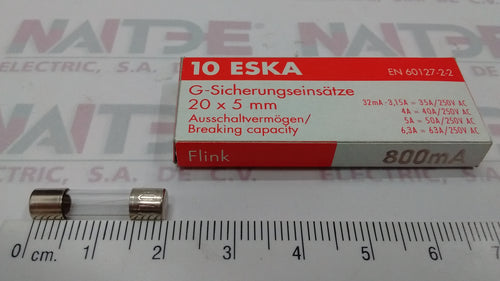 NAITDE
ELECTRIC, S.A. DE C.V.
10 ESKA
EN 60127-2-2
G-Sicherungseinsätze
20 x 5 mm
Ausschaltvermögen/
Breaking capacity
32mA-3,15A = 35A/250V AC
4A = 40A/250V AC
5A = 50A/250V AC
6,3A = 63A/250V AC
Flink
800mA
0 cm. 1 2 3 4 5 6 7